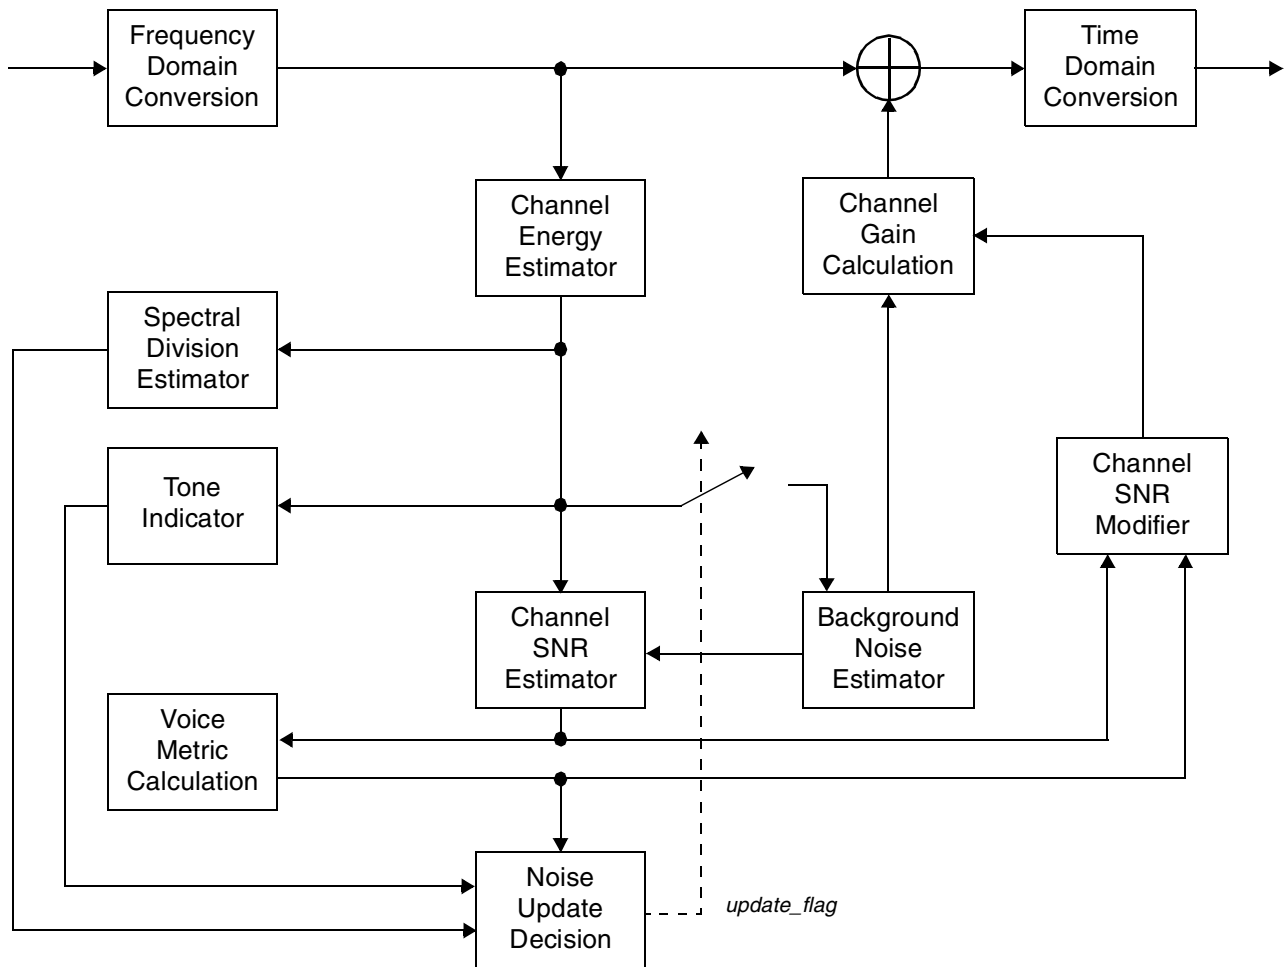 Frequency
Domain
Conversion
Time
Domain
Conversion
Channel
Energy
Estimator
Channel
Gain
Calculation
Spectral
Division
Estimator
Tone
Indicator
Channel
SNR
Modifier
Channel
SNR
Estimator
Background
Noise
Estimator
Voice
Metric
Calculation
Noise
Update
Decision
update_flag